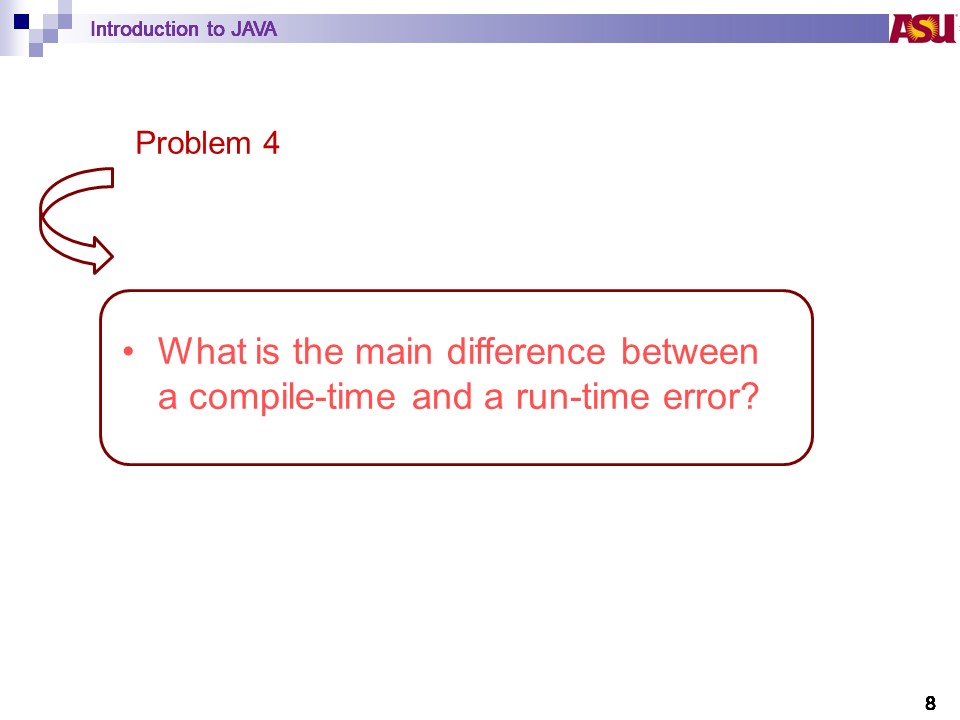 Introduction to JAVA
ASU
Problem 4
• What is the main difference between
a compile-time and a run-time error?
8